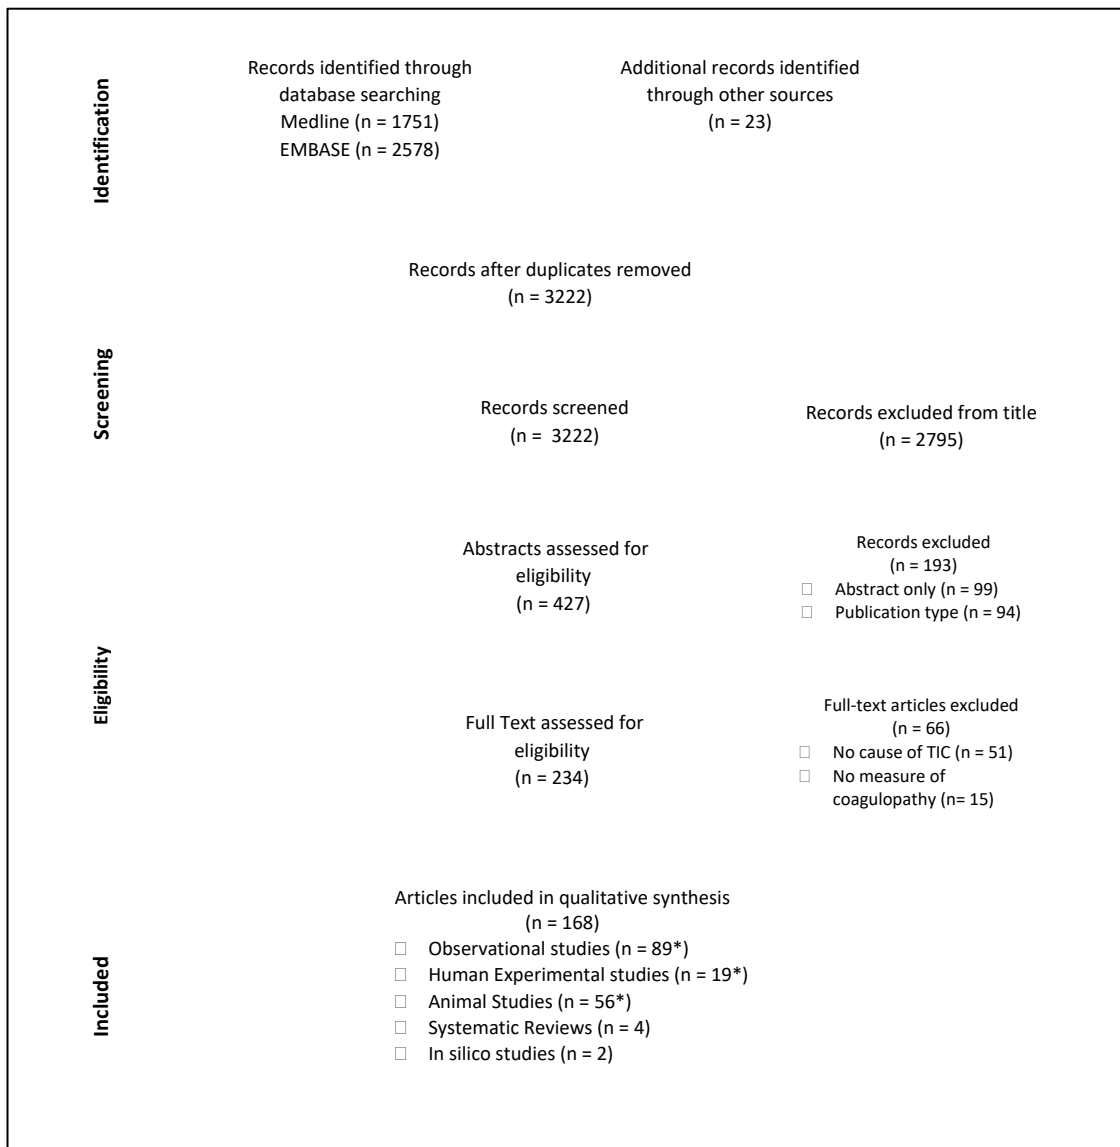 Identification
Records identified through
database searching
Medline (n = 1751)
EMBASE (n = 2578)
Additional records identified
through other sources
(n = 23)
Records after duplicates removed
(n = 3222)
Screening
Records screened
(n =  3222)
Records excluded from title
(n = 2795)
Eligibility
Abstracts assessed for
eligibility
(n = 427)
Records excluded
(n = 193)
Abstract only (n = 99)
Publication type (n = 94)
Full Text assessed for
eligibility
(n = 234)
Full-text articles excluded
(n = 66)
No cause of TIC (n = 51)
No measure of
coagulopathy (n= 15)
Included
Articles included in qualitative synthesis
(n = 168)
Observational studies (n = 89*)
Human Experimental studies (n = 19*)
Animal Studies (n = 56*)
Systematic Reviews (n = 4)
In silico studies (n = 2)